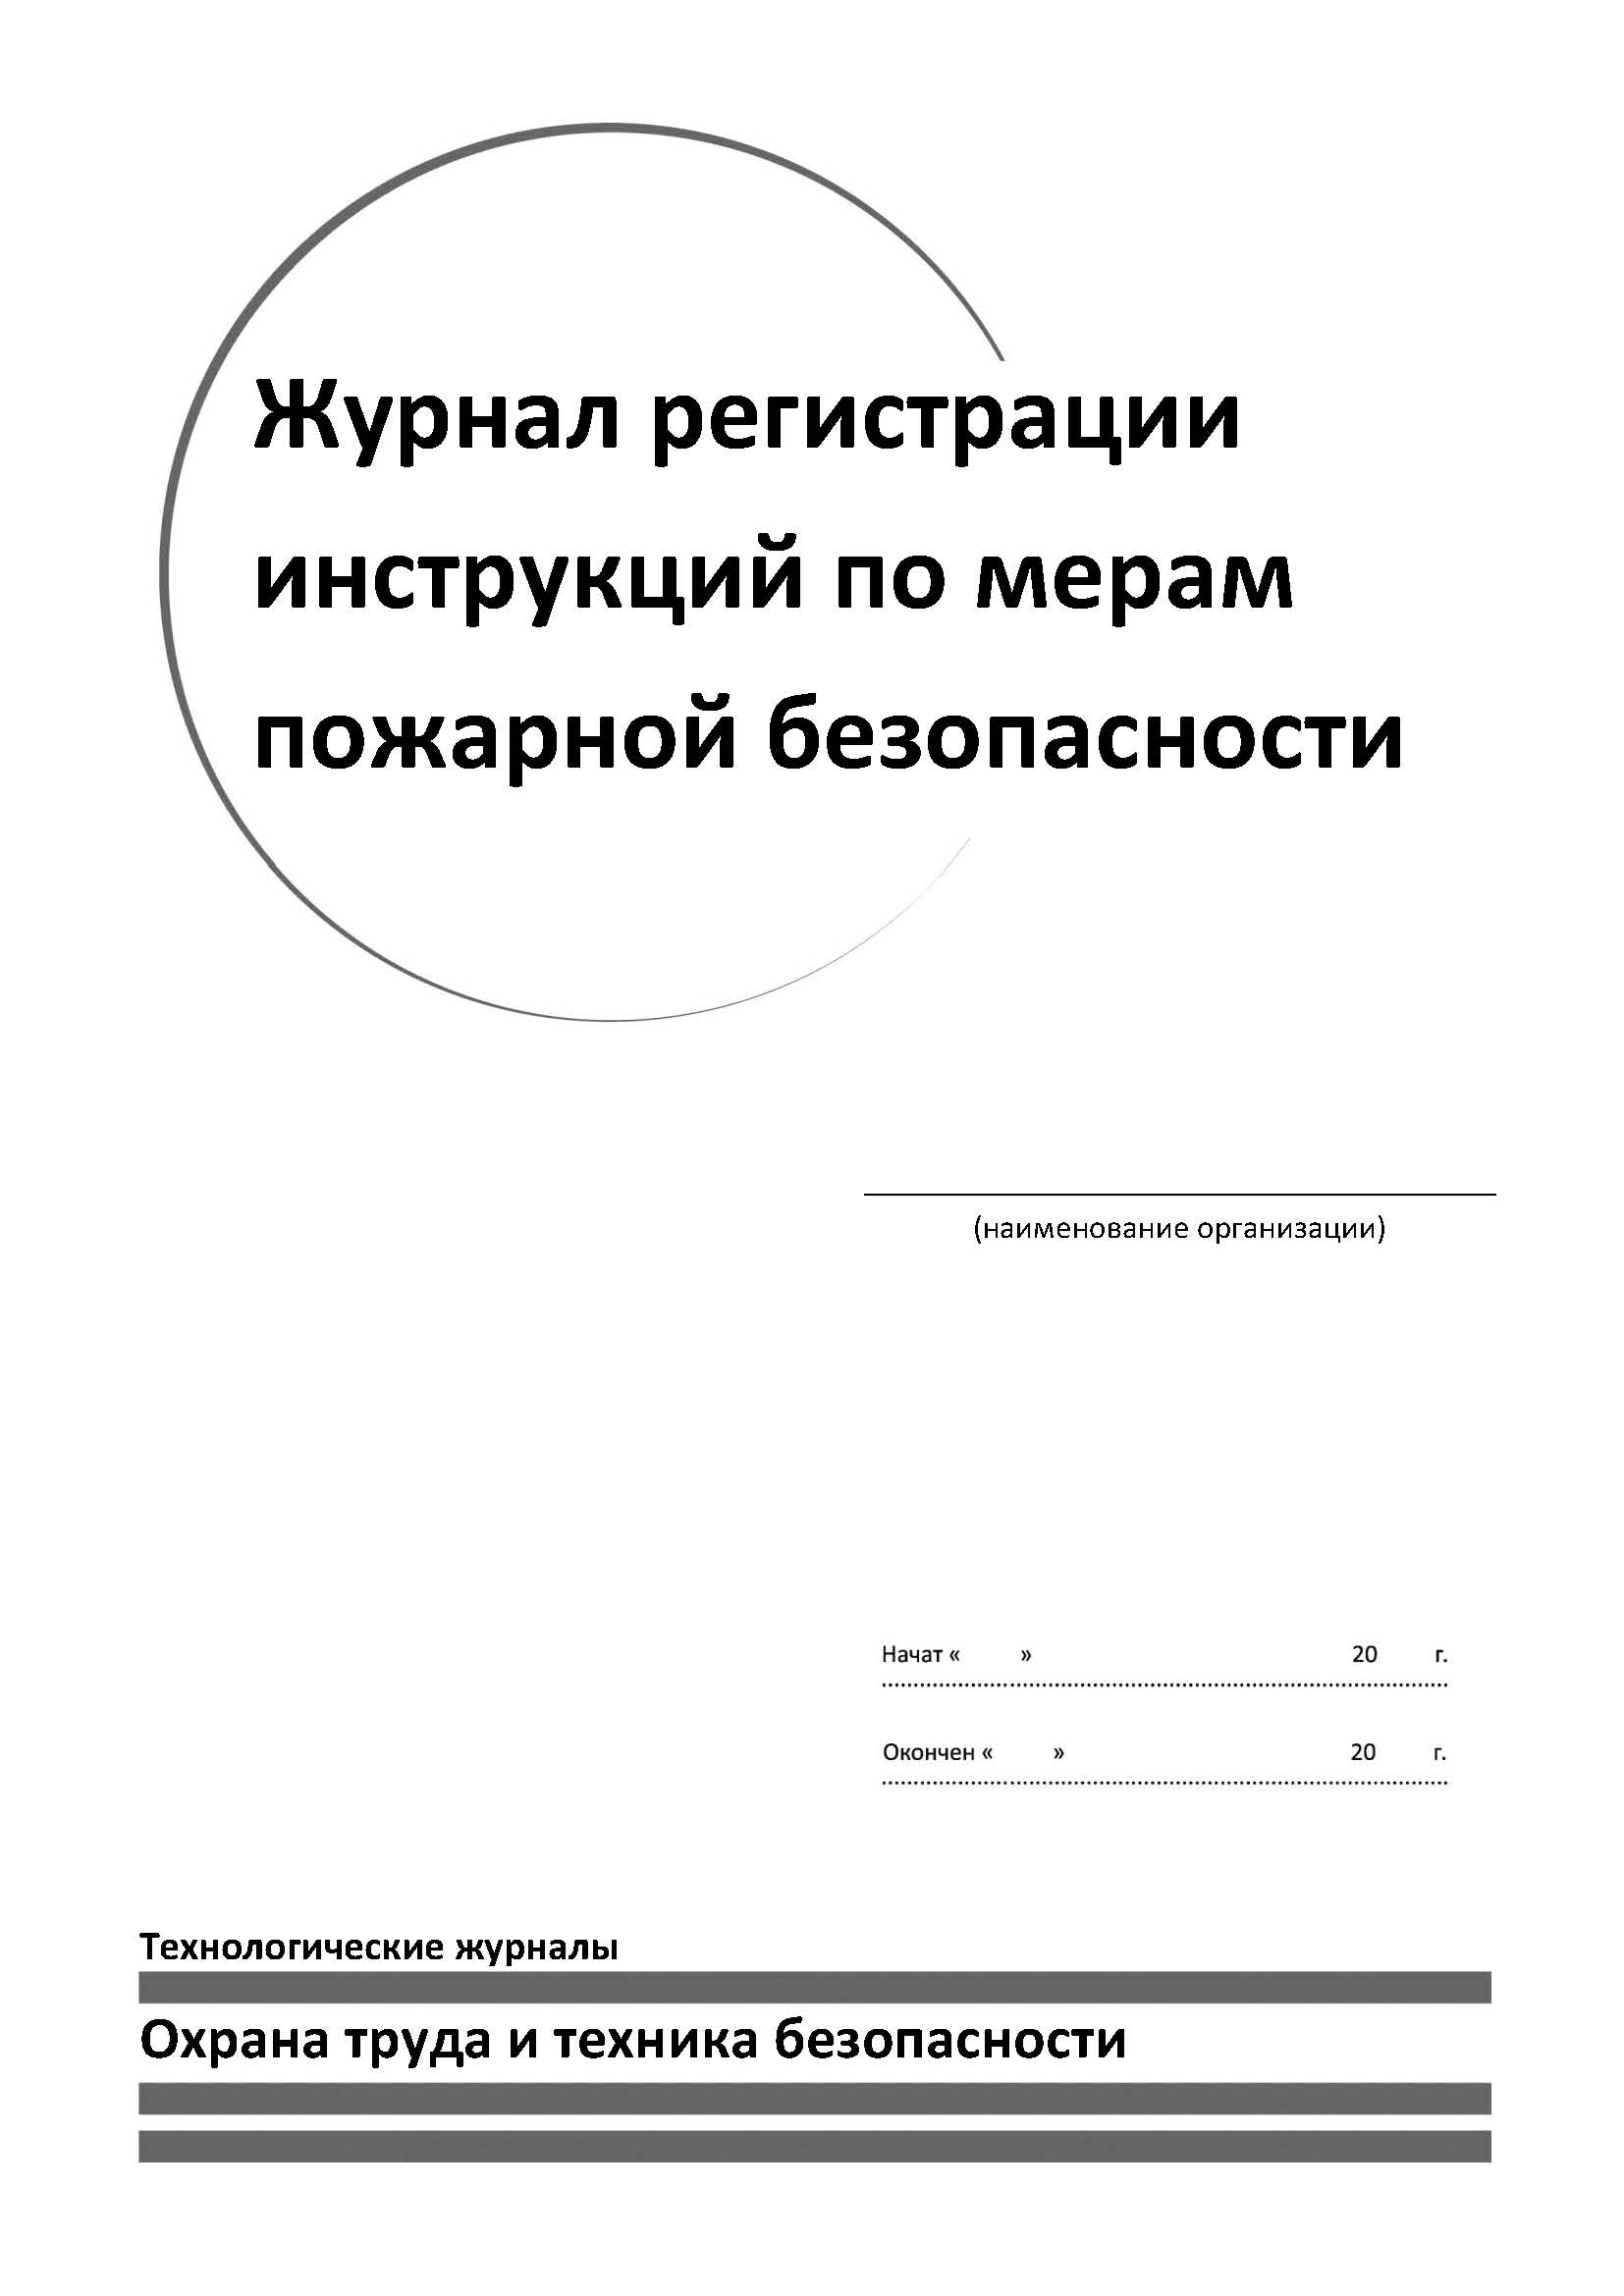 Журнал регистрации
инструкций по мерам
пожарной безопасности
(наименование организации)
Начат «        » 20        г.
Окончен «        » 20        г.
Технологические журналы
Охрана труда и техника безопасности